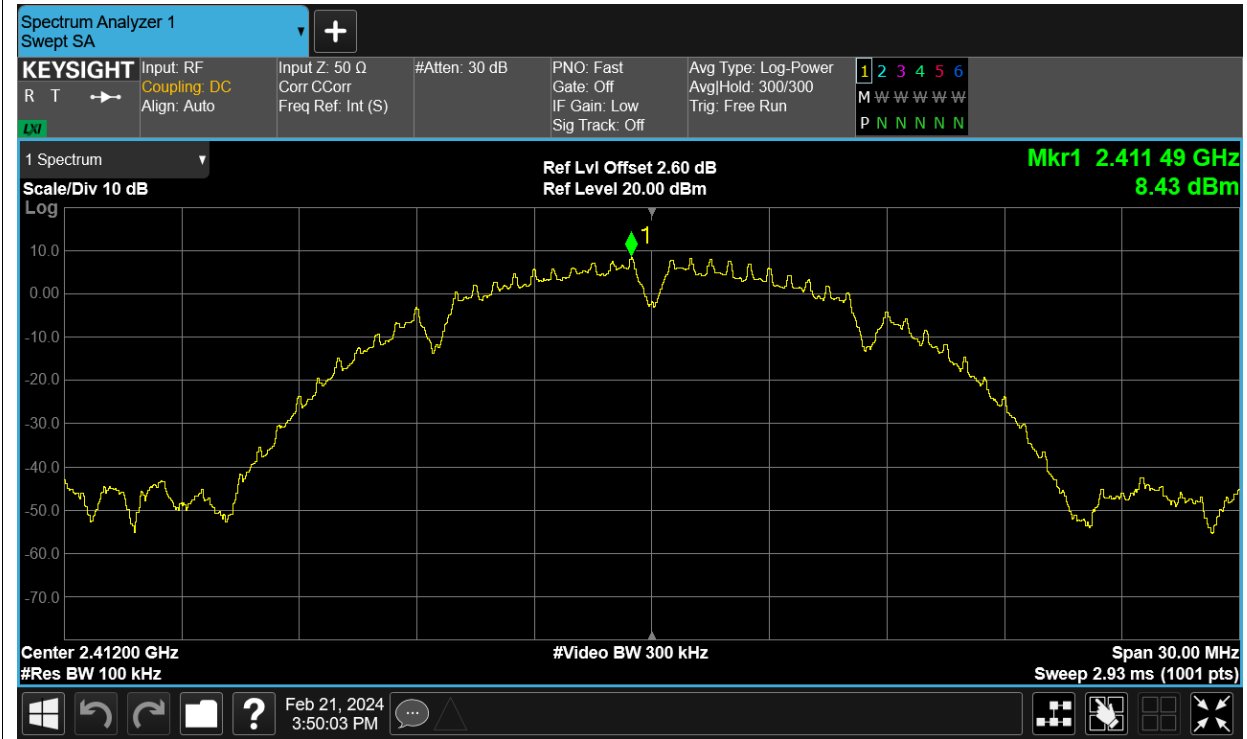 Spectrum Analyzer 1
Swept SA
+
KEYSIGHT
R T
LXI
Input: RF
Coupling: DC
Align: Auto
Input Z: 50 Ω
Corr CCorr
Freq Ref: Int (S)
#Atten: 30 dB
PNO: Fast
Gate: Off
IF Gain: Low
Sig Track: Off
Avg Type: Log-Power
Avg|Hold: 300/300
Trig: Free Run
1 2 3 4 5 6
M W W W W W
P N N N N N
1 Spectrum
Scale/Div 10 dB
Log
Ref Lvl Offset 2.60 dB
Ref Level 20.00 dBm
Mkr1 2.411 49 GHz
8.43 dBm
1
10.0
0.00
-10.0
-20.0
-30.0
-40.0
-50.0
-60.0
-70.0
Center 2.41200 GHz
#Video BW 300 kHz
Span 30.00 MHz
#Res BW 100 kHz
Sweep 2.93 ms (1001 pts)
?
Feb 21, 2024
3:50:03 PM